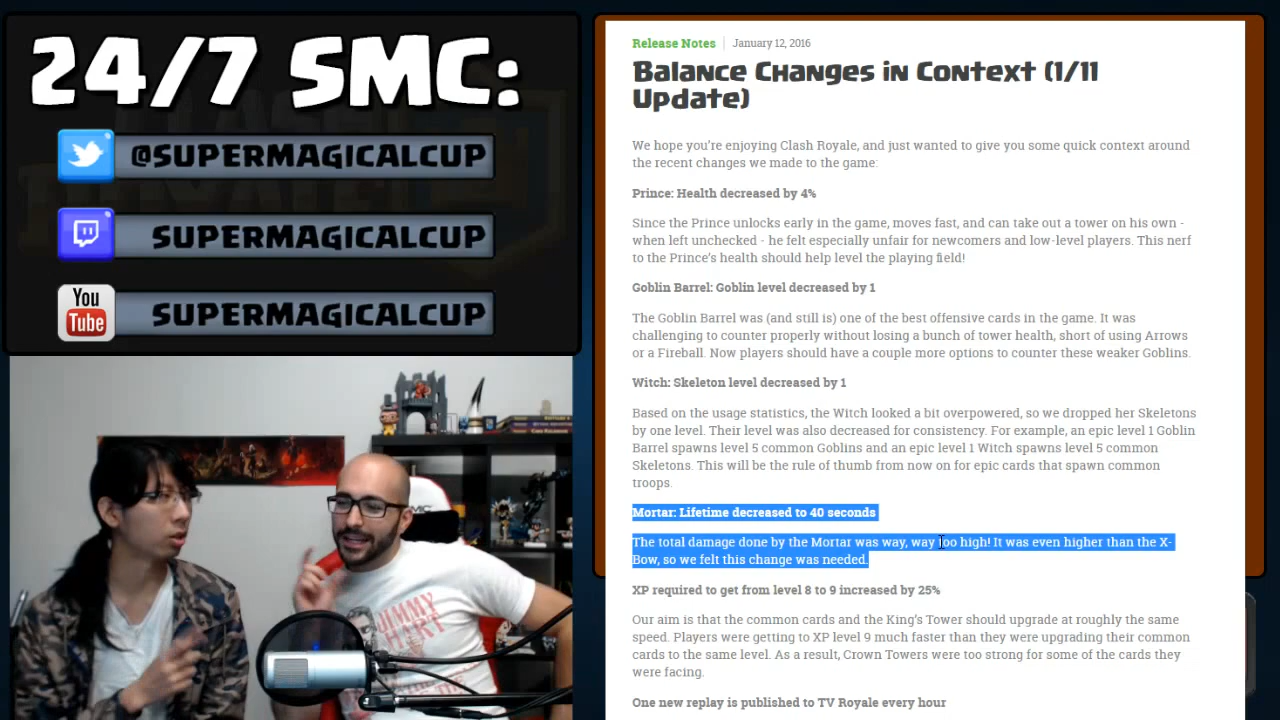 24/7 SMC:
@SUPERMAGICALCUP
SUPERMAGICALCUP
You
Tube
SUPERMAGICALCUP
JIMMY
HART
Release Notes
January 12, 2016
Balance Changes in Context (1/11
Update)
We hope you're enjoying Clash Royale, and just wanted to give you some quick context around
the recent changes we made to the game:
Prince: Health decreased by 4%
Since the Prince unlocks early in the game, moves fast, and can take out a tower on his own -
when left unchecked - he felt especially unfair for newcomers and low-level players. This nerf
to the Prince's health should help level the playing field!
Goblin Barrel: Goblin level decreased by 1
The Goblin Barrel was (and still is) one of the best offensive cards in the game. It was
challenging to counter properly without losing a bunch of tower health, short of using Arrows
or a Fireball. Now players should have a couple more options to counter these weaker Goblins.
Witch: Skeleton level decreased by 1
Based on the usage statistics, the Witch looked a bit overpowered, so we dropped her Skeletons
by one level. Their level was also decreased for consistency. For example, an epic level 1 Goblin
Barrel spawns level 5 common Goblins and an epic level 1 Witch spawns level 5 common
Skeletons. This will be the rule of thumb from now on for epic cards that spawn common
troops.
Mortar: Lifetime decreased to 40 seconds
The total damage done by the Mortar was way, way too high! It was even higher than the X-
Bow, so we felt this change was needed.
XP required to get from level 8 to 9 increased by 25%
Our aim is that the common cards and the King's Tower should upgrade at roughly the same
speed. Players were getting to XP level 9 much faster than they were upgrading their common
cards to the same level. As a result, Crown Towers were too strong for some of the cards they
were facing.
One new replay is published to TV Royale every hour